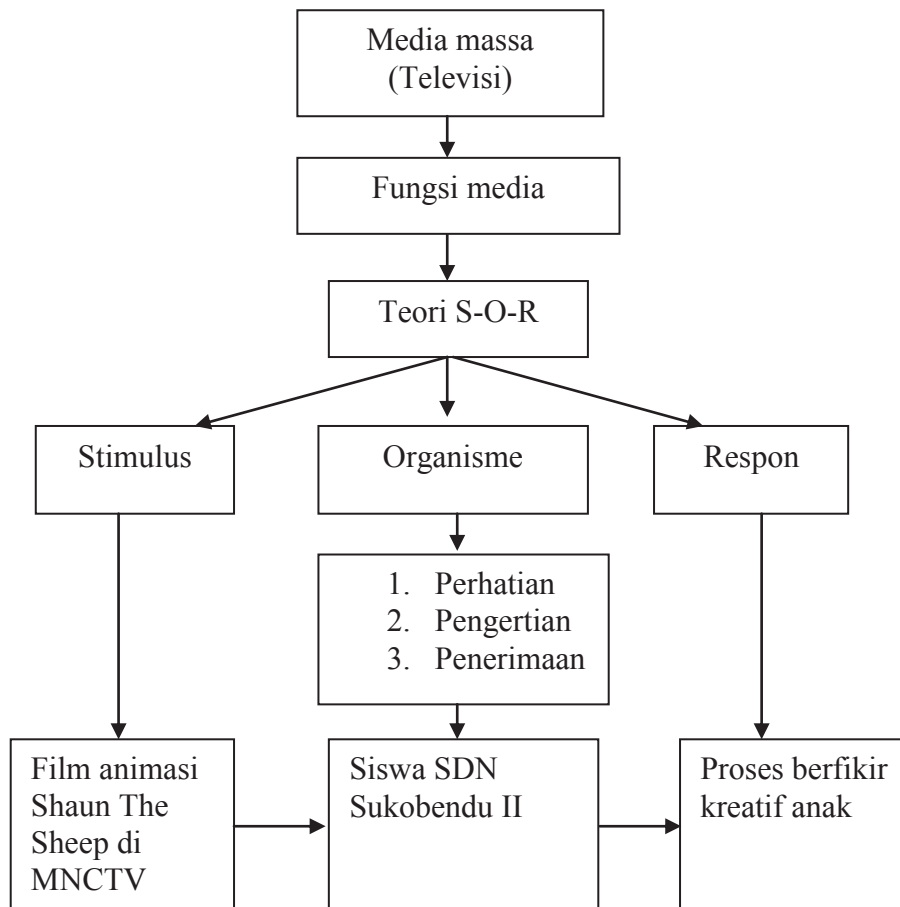 Media massa
(Televisi)
Fungsi media
Teori S-O-R
Stimulus
Organisme
Respon
1. Perhatian
2. Pengertian
3. Penerimaan
Film animasi
Shaun The
Sheep di
MNCTV
Siswa SDN
Sukobendu II
Proses berfikir
kreatif anak